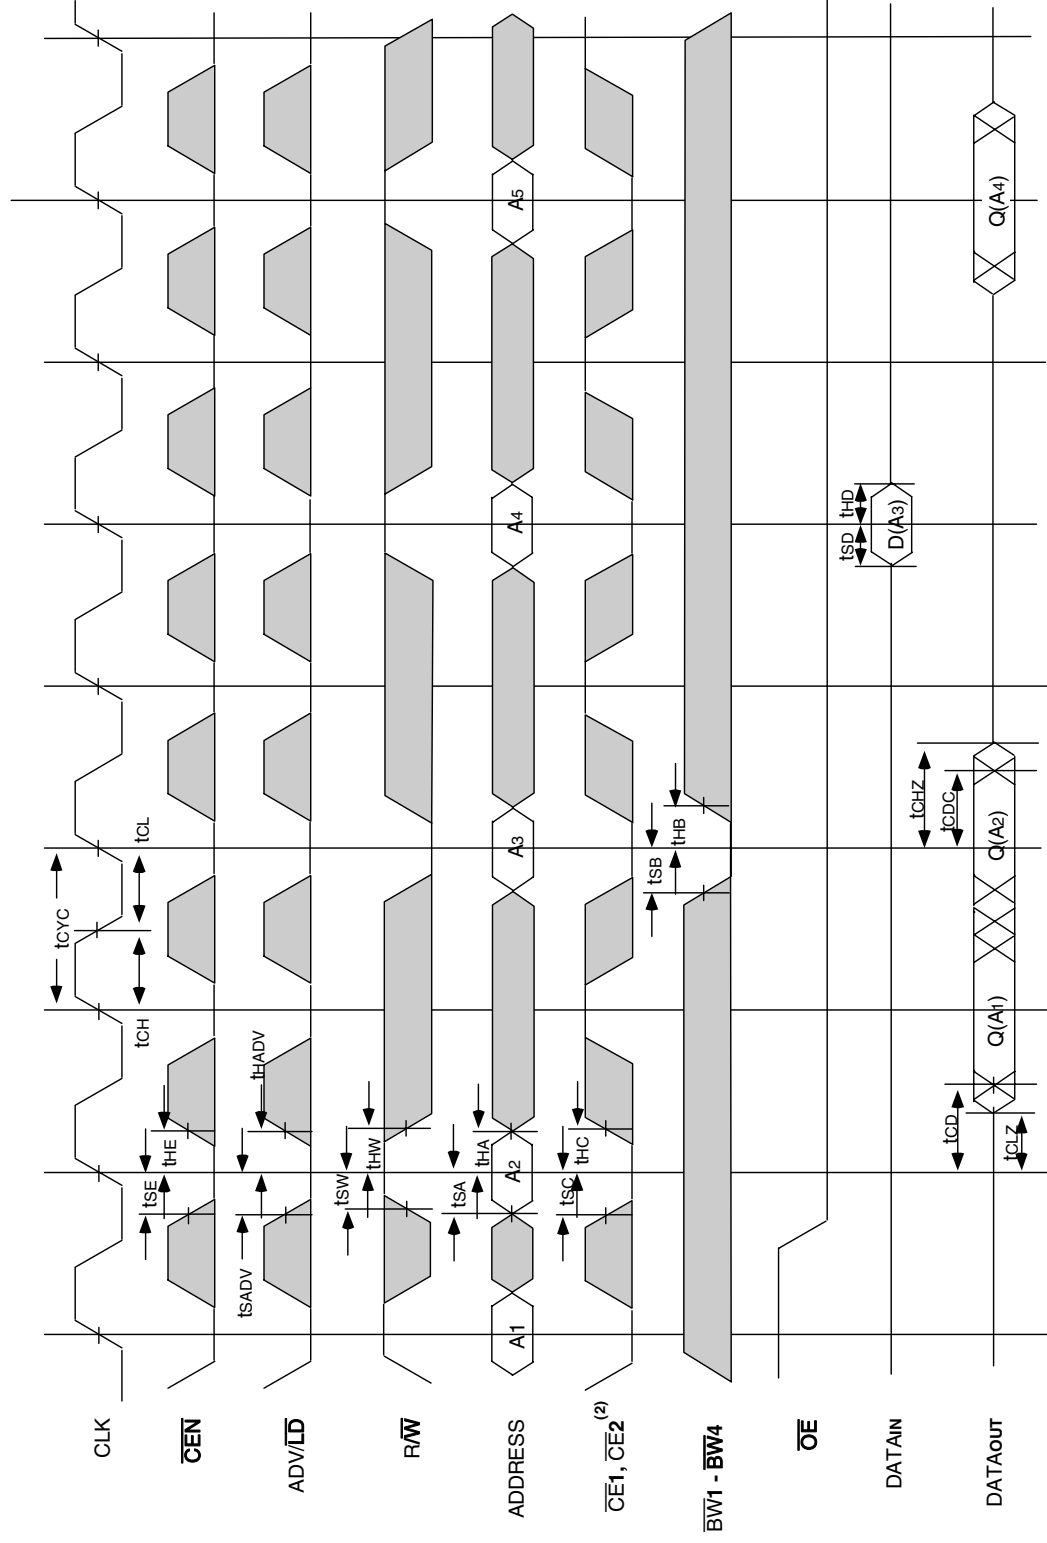 CLK
tCYC
tCH
tCL
CEN
tSE
tHE
ADV/LD
tSADV
tHADV
R/W
tSW
tHW
ADDRESS
A1
A2
A3
A4
A5
tSA
tHA
CE1, CE2(2)
tSC
tHC
BW1 - BW4
tSB
tHB
OE
DATAIN
tSD
tHD
D(A3)
DATAOUT
tCD
tCLZ
Q(A1)
Q(A2)
tCHZ
tCDC
Q(A4)